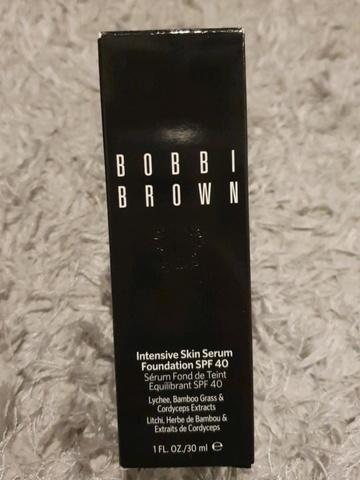 BOBBI
BROWN
Intensive Skin Serum
Foundation SPF 40
Sérum Fond de Teint
Equilibrant SPF 40
Lychee, Bamboo Grass &
Cordyceps Extracts
Litchi, Herbe de Bambou &
Extraits de Cordyceps
1 FL. OZ./30 ml ℮